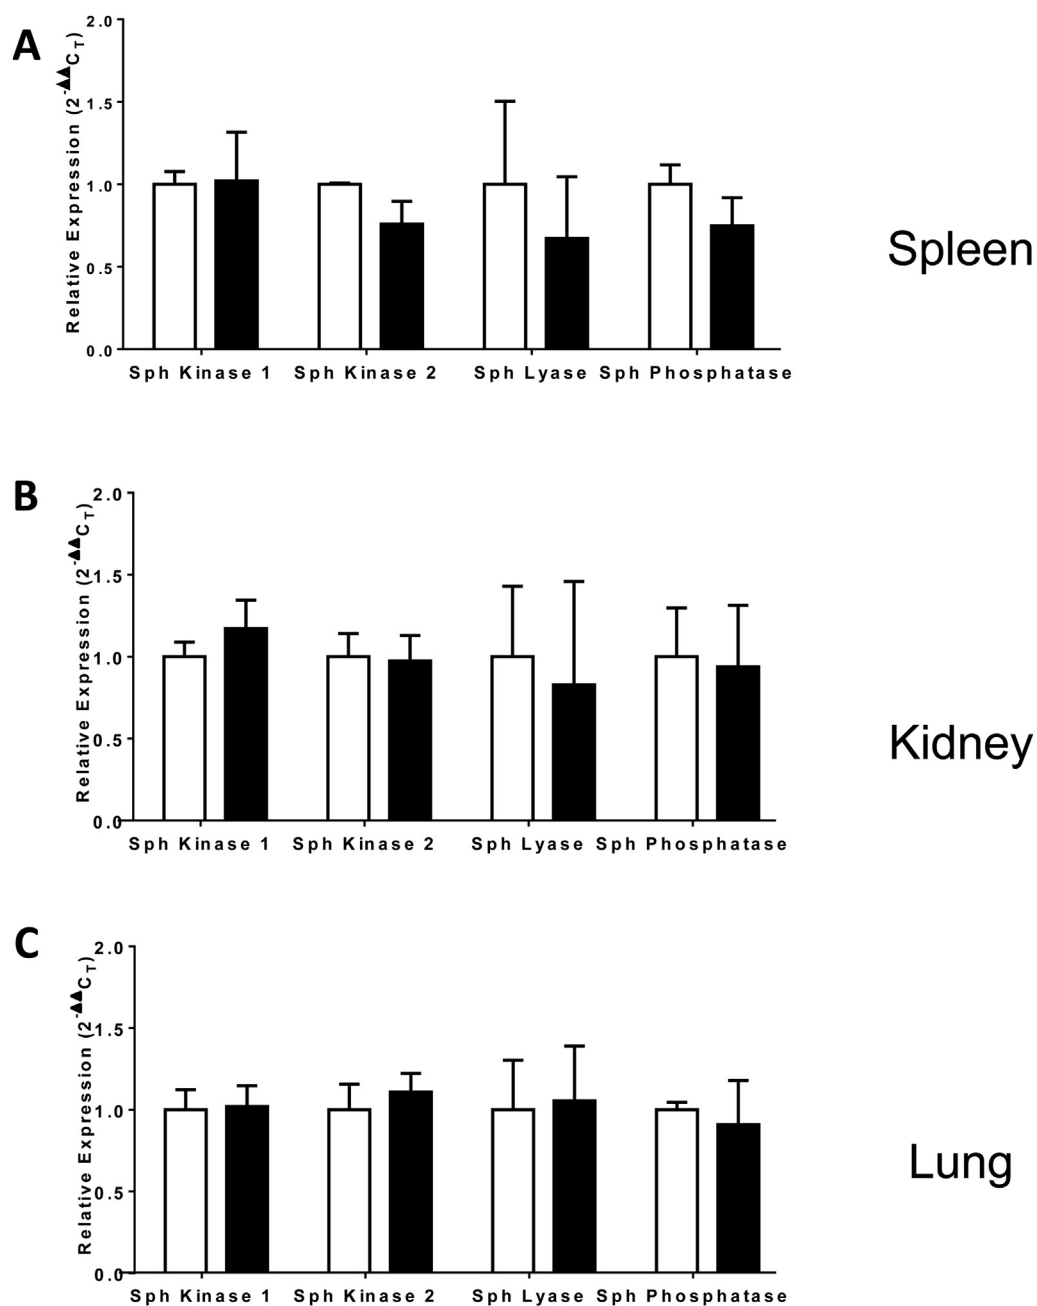 A
Relative Expression (2-ΔΔCT)
2.0
1.5
1.0
0.5
0.0
Sph Kinase 1 Sph Kinase 2 Sph Lyase Sph Phosphatase
Spleen
B
Relative Expression (2-ΔΔCT)
2.0
1.5
1.0
0.5
0.0
Sph Kinase 1 Sph Kinase 2 Sph Lyase Sph Phosphatase
Kidney
C
Relative Expression (2-ΔΔCT)
2.0
1.5
1.0
0.5
0.0
Sph Kinase 1 Sph Kinase 2 Sph Lyase Sph Phosphatase
Lung